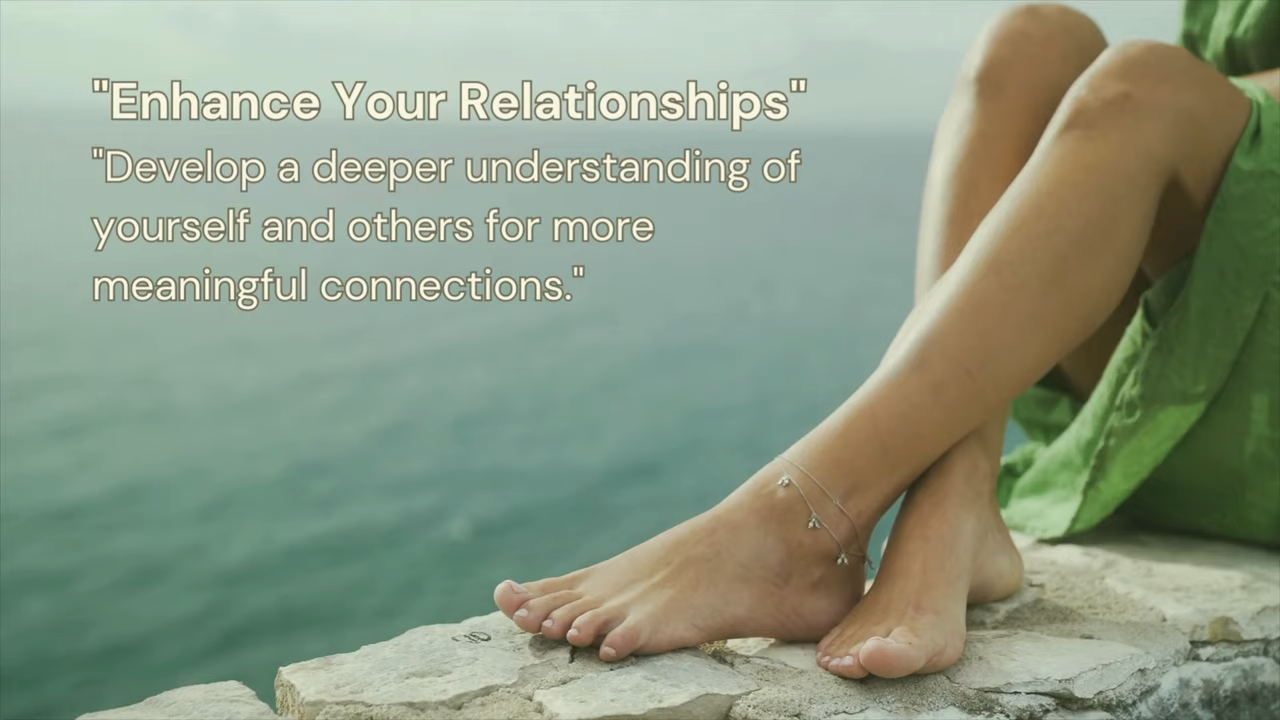 "Enhance Your Relationships"
"Develop a deeper understanding of
yourself and others for more
meaningful connections."